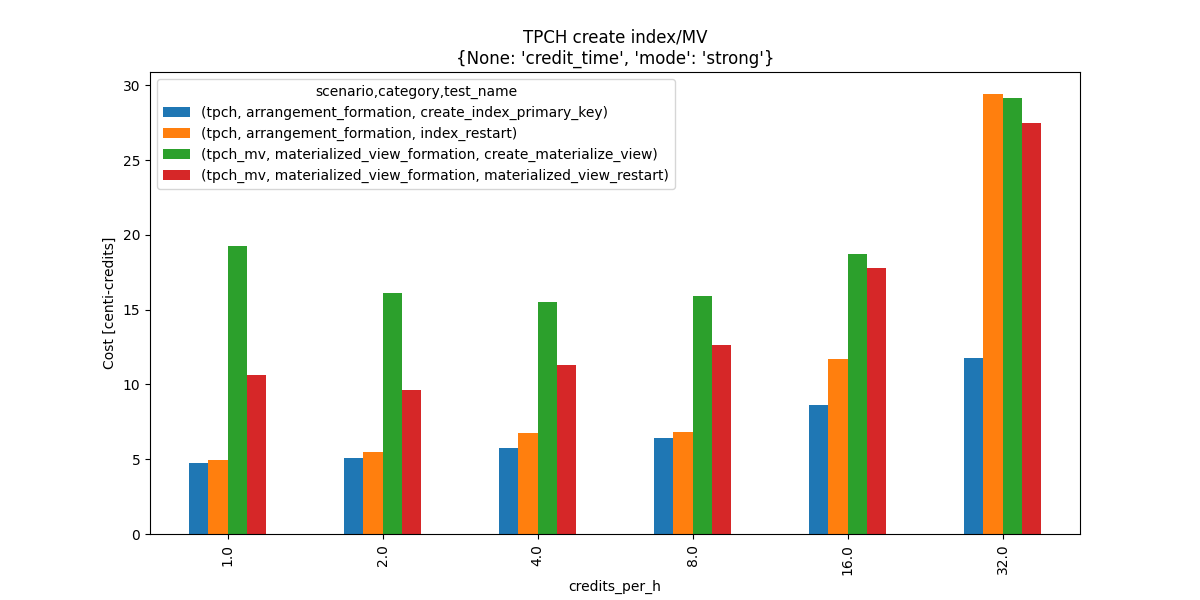 TPCH create index/MV
{None: 'credit_time', 'mode': 'strong'}
scenario,category,test_name
(tpch, arrangement_formation, create_index_primary_key)
(tpch, arrangement_formation, index_restart)
(tpch_mv, materialized_view_formation, create_materialize_view)
(tpch_mv, materialized_view_formation, materialized_view_restart)
Cost [centi-credits]
30
25
20
15
10
5
0
1.0
2.0
4.0
8.0
16.0
32.0
credits_per_h